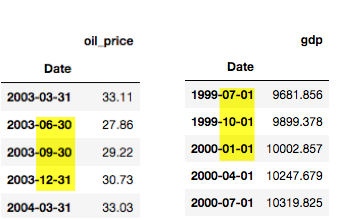 oil_price
Date
2003-03-31 33.11
2003-06-30 27.86
2003-09-30 29.22
2003-12-31 30.73
2004-03-31 33.03
gdp
Date
1999-07-01 9681.856
1999-10-01 9899.378
2000-01-01 10002.857
2000-04-01 10247.679
2000-07-01 10319.825